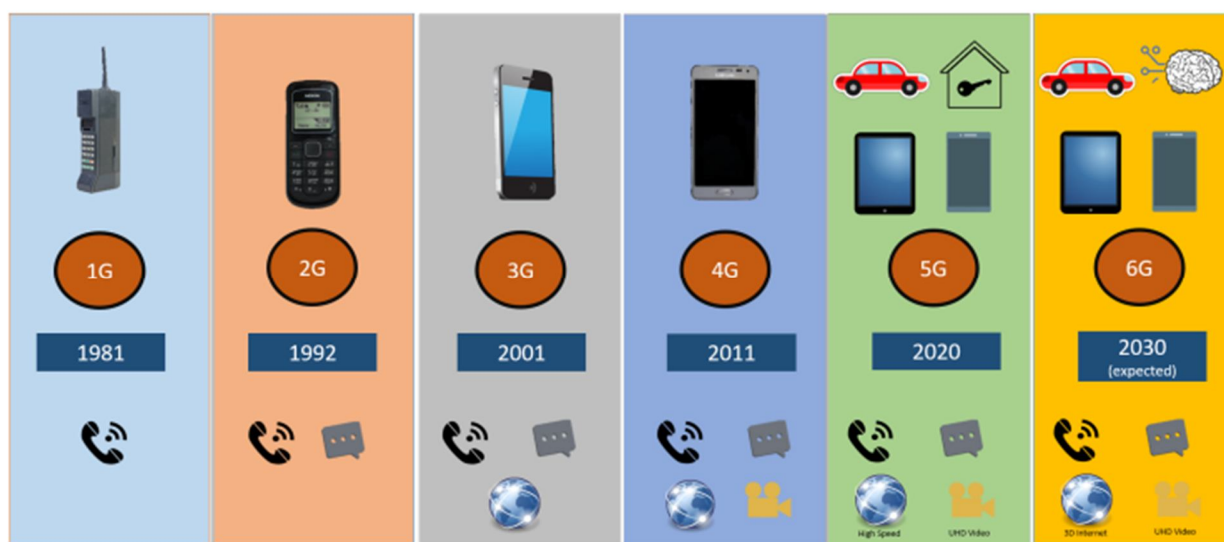 1G
2G
3G
4G
5G
6G
1981
1992
2001
2011
2020
2030
(expected)
High Speed
UHD Video
3D Internet
UHD Video